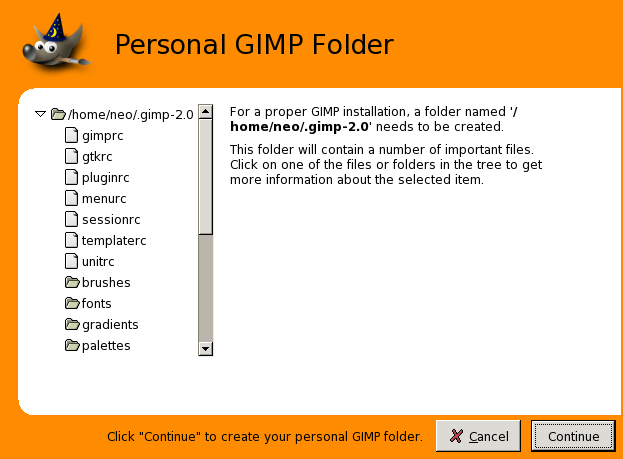 Personal GIMP Folder
/home/neo/.gimp-2.0
gimprc
gtkrc
pluginrc
menurc
sessionrc
templaterc
unitrc
brushes
fonts
gradients
palettes
For a proper GIMP installation, a folder named '/
home/neo/.gimp-2.0' needs to be created.
This folder will contain a number of important files.
Click on one of the files or folders in the tree to get
more information about the selected item.
Click "Continue" to create your personal GIMP folder.
Cancel
Continue